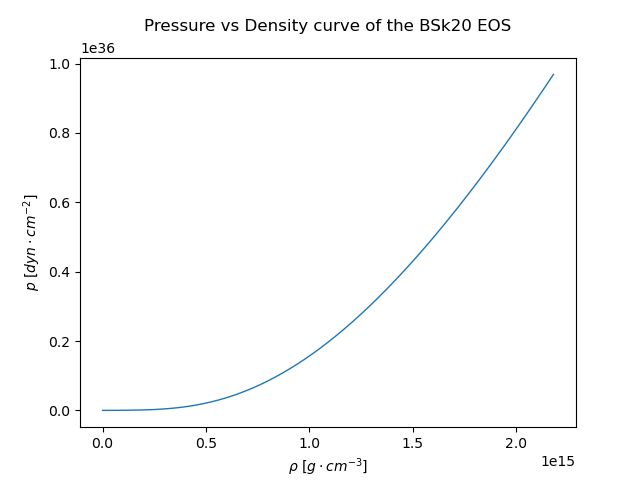 Pressure vs Density curve of the BSk20 EOS
1e36
1.0
0.8
0.6
0.4
0.2
0.0
p [dyn · cm⁻²]
0.0 0.5 1.0 1.5 2.0
1e15
ρ [g · cm⁻³]